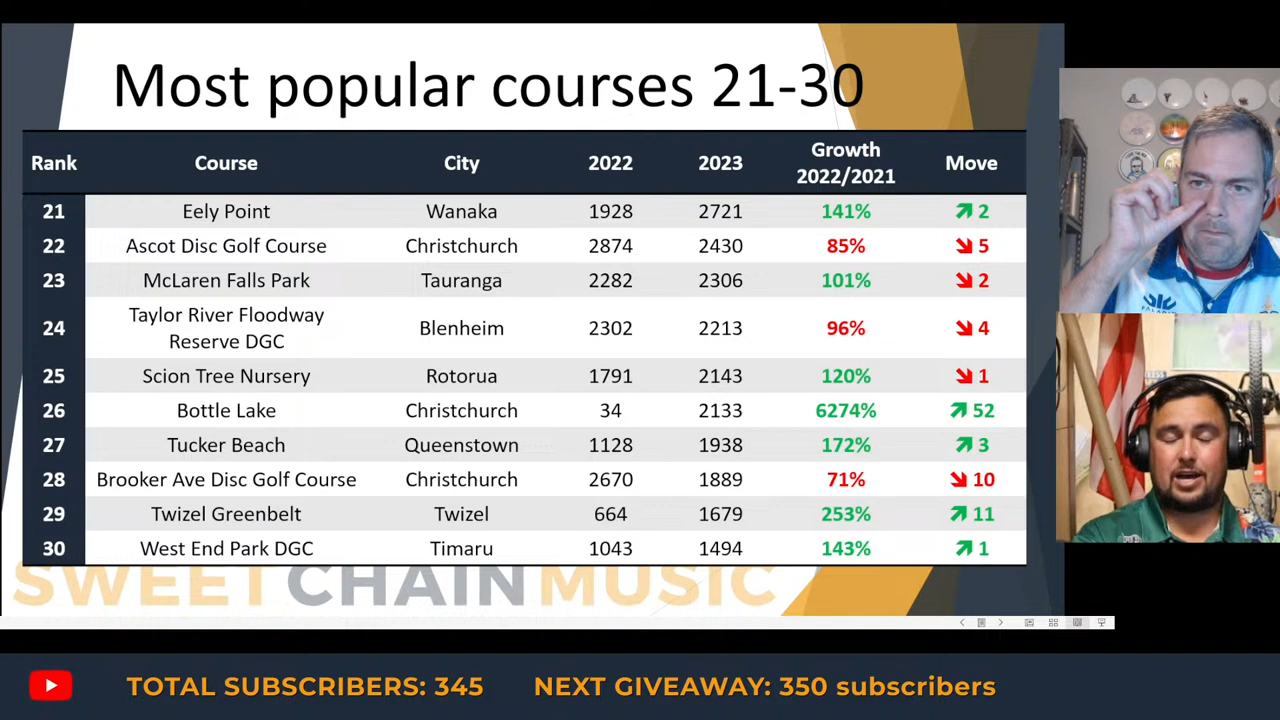 Most popular courses 21-30
Rank Course City 2022 2023 Growth 2022/2021 Move
21 Eely Point Wanaka 1928 2721 141% 2
22 Ascot Disc Golf Course Christchurch 2874 2430 85% 5
23 McLaren Falls Park Tauranga 2282 2306 101% 2
24 Taylor River Floodway Reserve DGC Blenheim 2302 2213 96% 4
25 Scion Tree Nursery Rotorua 1791 2143 120% 1
26 Bottle Lake Christchurch 34 2133 6274% 52
27 Tucker Beach Queenstown 1128 1938 172% 3
28 Brooker Ave Disc Golf Course Christchurch 2670 1889 71% 10
29 Twizel Greenbelt Twizel 664 1679 253% 11
30 West End Park DGC Timaru 1043 1494 143% 1
SWEET CHAIN MUSIC
TOTAL SUBSCRIBERS: 345 NEXT GIVEAWAY: 350 subscribers